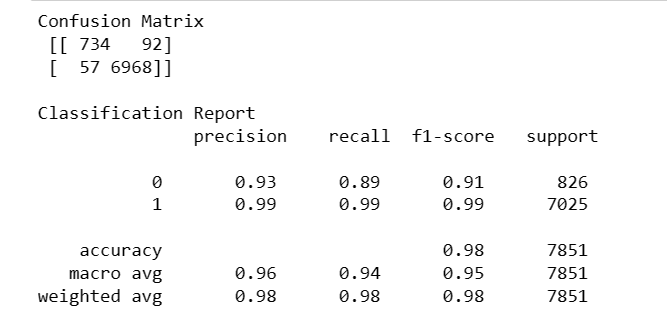 Confusion Matrix
[[ 734 92]
[ 57 6968]]
Classification Report
precision recall f1-score support
0 0.93 0.89 0.91 826
1 0.99 0.99 0.99 7025
accuracy 0.98 7851
macro avg 0.96 0.94 0.95 7851
weighted avg 0.98 0.98 0.98 7851